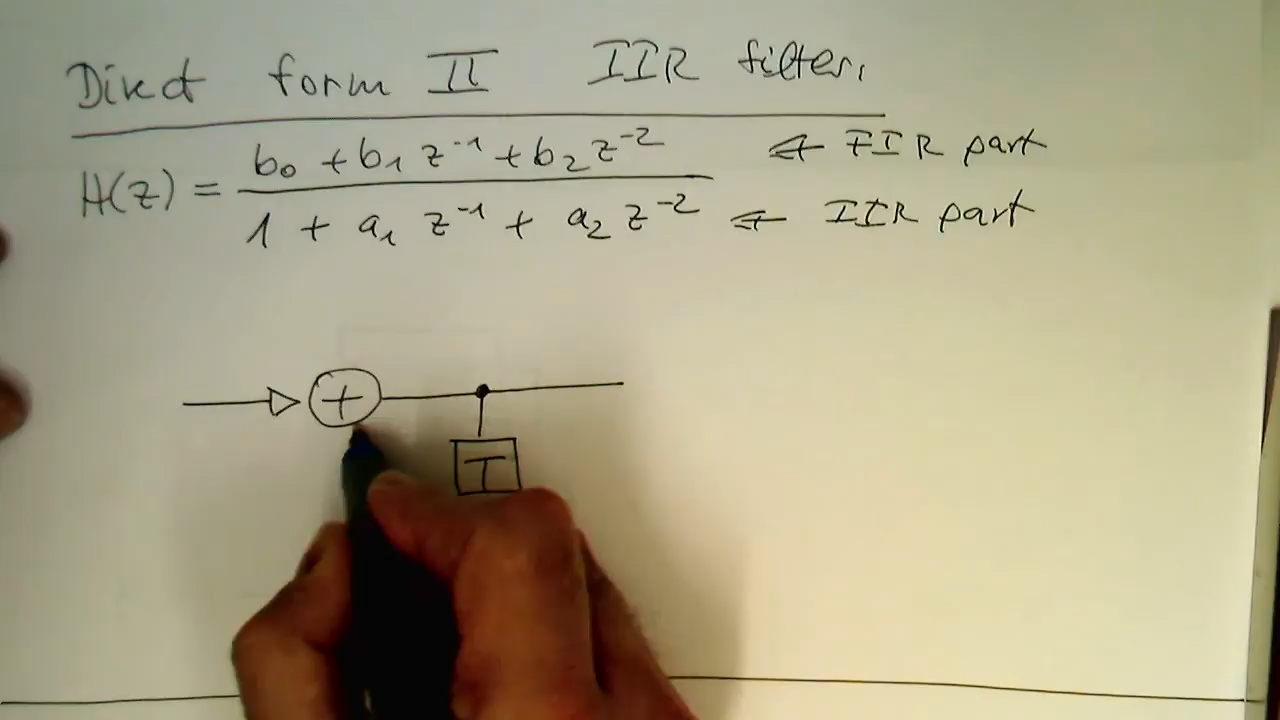 Direct form II IIR filter.
b₀ + b₁ z⁻¹ + b₂ z⁻² ⇐ FIR part
H(z) =
1 + a₁ z⁻¹ + a₂ z⁻² ⇐ IIR part
+
T